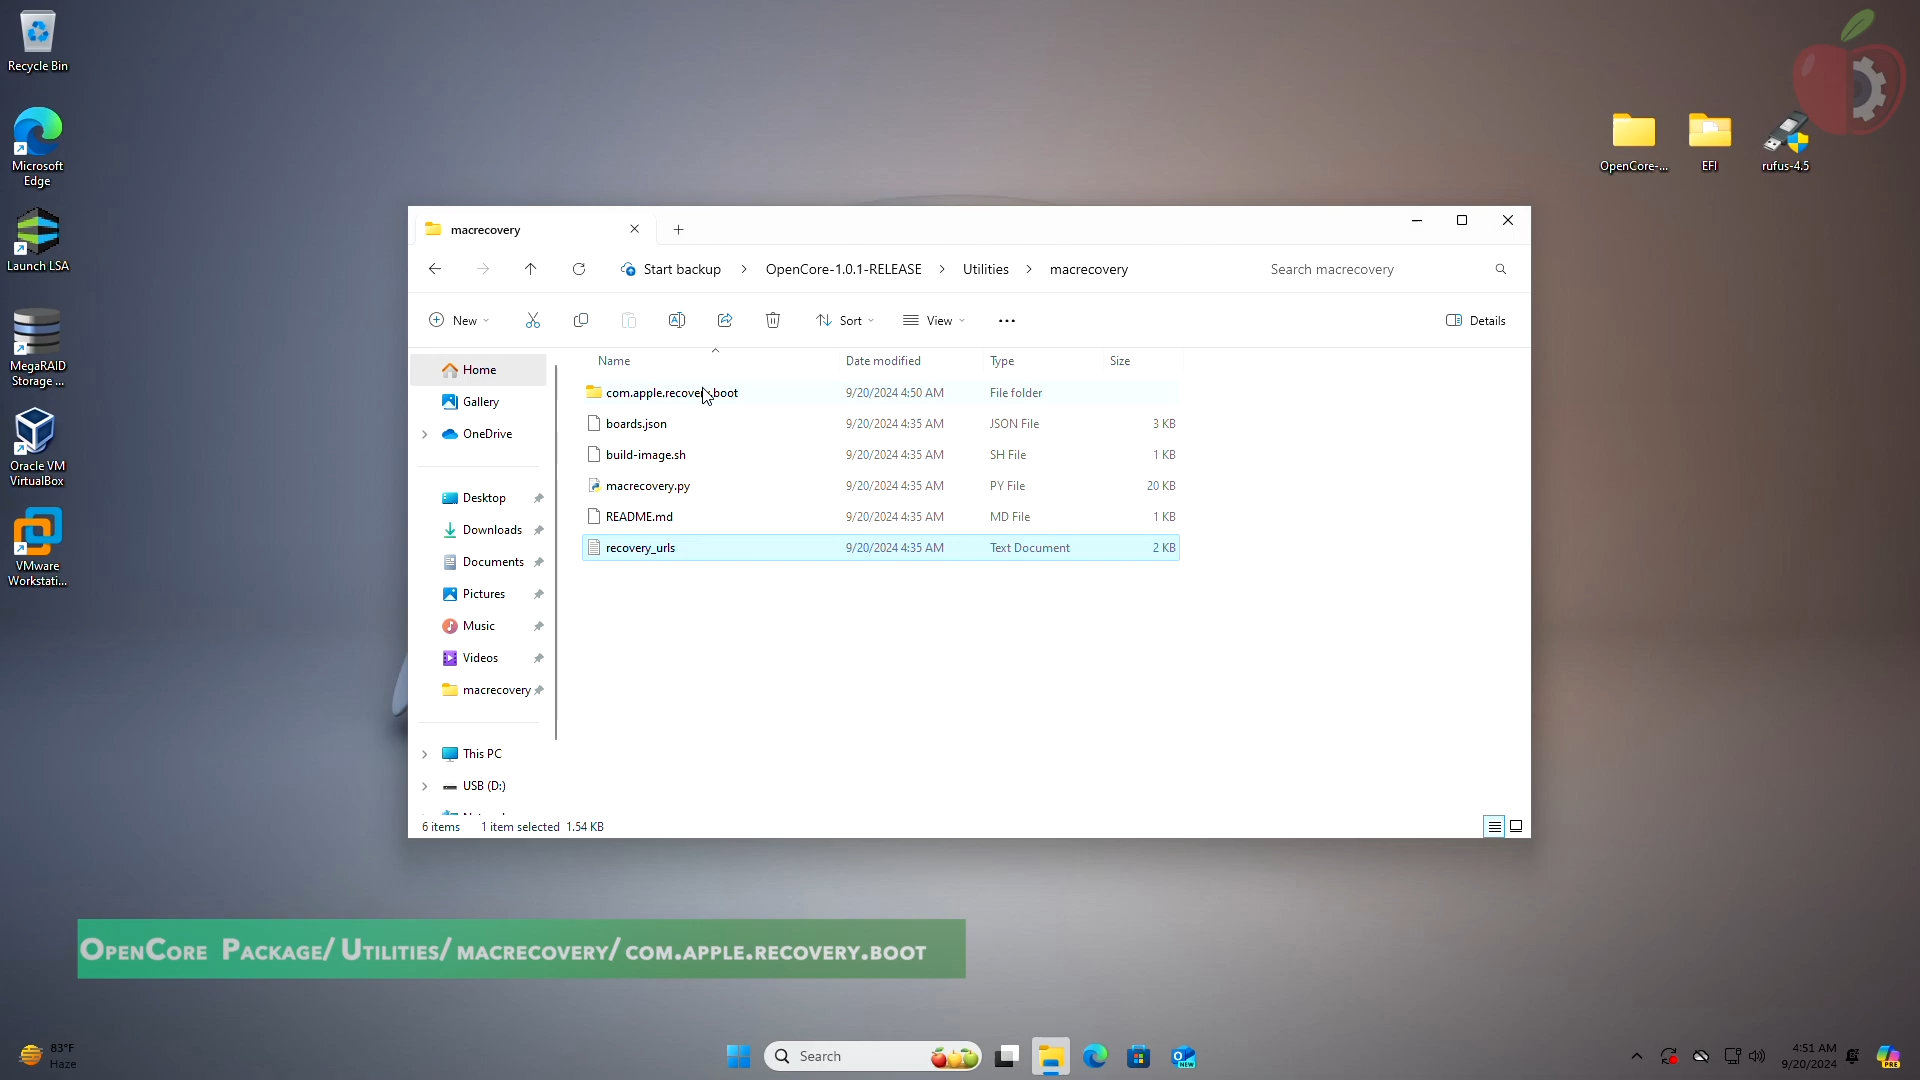 Recycle Bin
Microsoft
Edge
Launch LSA
MegaRAID
Storage ...
Oracle VM
VirtualBox
VMware
Workstati...
OpenCore-...
EFI
rufus-4.5
macrecovery
Start backup
OpenCore-1.0.1-RELEASE
Utilities
macrecovery
Search macrecovery
New
Sort
View
Details
Home
Gallery
OneDrive
Desktop
Downloads
Documents
Pictures
Music
Videos
macrecovery
This PC
USB (D:)
Name Date modified Type Size
com.apple.recovery.boot 9/20/2024 4:50 AM File folder
boards.json 9/20/2024 4:35 AM JSON File 3 KB
build-image.sh 9/20/2024 4:35 AM SH File 1 KB
macrecovery.py 9/20/2024 4:35 AM PY File 20 KB
README.md 9/20/2024 4:35 AM MD File 1 KB
recovery_urls 9/20/2024 4:35 AM Text Document 2 KB
6 items 1 item selected 1.54 KB
OpenCore Package/ Utilities/ macrecovery/ com.apple.recovery.boot
83°F
Haze
Search
NEW
4:51 AM
9/20/2024
PRE